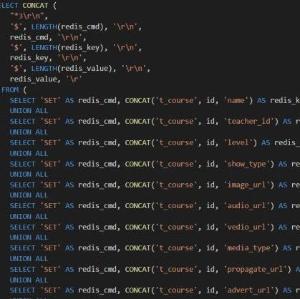 ELECT CONCAT (
"*3\r\n",
'$', LENGTH(redis_cmd), '\r\n',
redis_cmd, '\r\n',
'$', LENGTH(redis_key), '\r\n',
redis_key, '\r\n',
'$', LENGTH(redis_value), '\r\n',
redis_value, '\r'
FROM (
SELECT 'SET' AS redis_cmd, CONCAT('t_course', id, 'name') AS redis_k
UNION ALL
SELECT 'SET' AS redis_cmd, CONCAT('t_course', id, 'teacher_id') AS r
UNION ALL
SELECT 'SET' AS redis_cmd, CONCAT('t_course', id, 'level') AS redis_
UNION ALL
SELECT 'SET' AS redis_cmd, CONCAT('t_course', id, 'show_type') AS re
UNION ALL
SELECT 'SET' AS redis_cmd, CONCAT('t_course', id, 'image_url') AS re
UNION ALL
SELECT 'SET' AS redis_cmd, CONCAT('t_course', id, 'audio_url') AS re
UNION ALL
SELECT 'SET' AS redis_cmd, CONCAT('t_course', id, 'vedio_url') AS re
UNION ALL
SELECT 'SET' AS redis_cmd, CONCAT('t_course', id, 'media_type') AS r
UNION ALL
SELECT 'SET' AS redis_cmd, CONCAT('t_course', id, 'propagate_url') A
UNION ALL
SELECT 'SET' AS redis_cmd, CONCAT('t_course', id, 'advert_url') AS r
UNION ALL